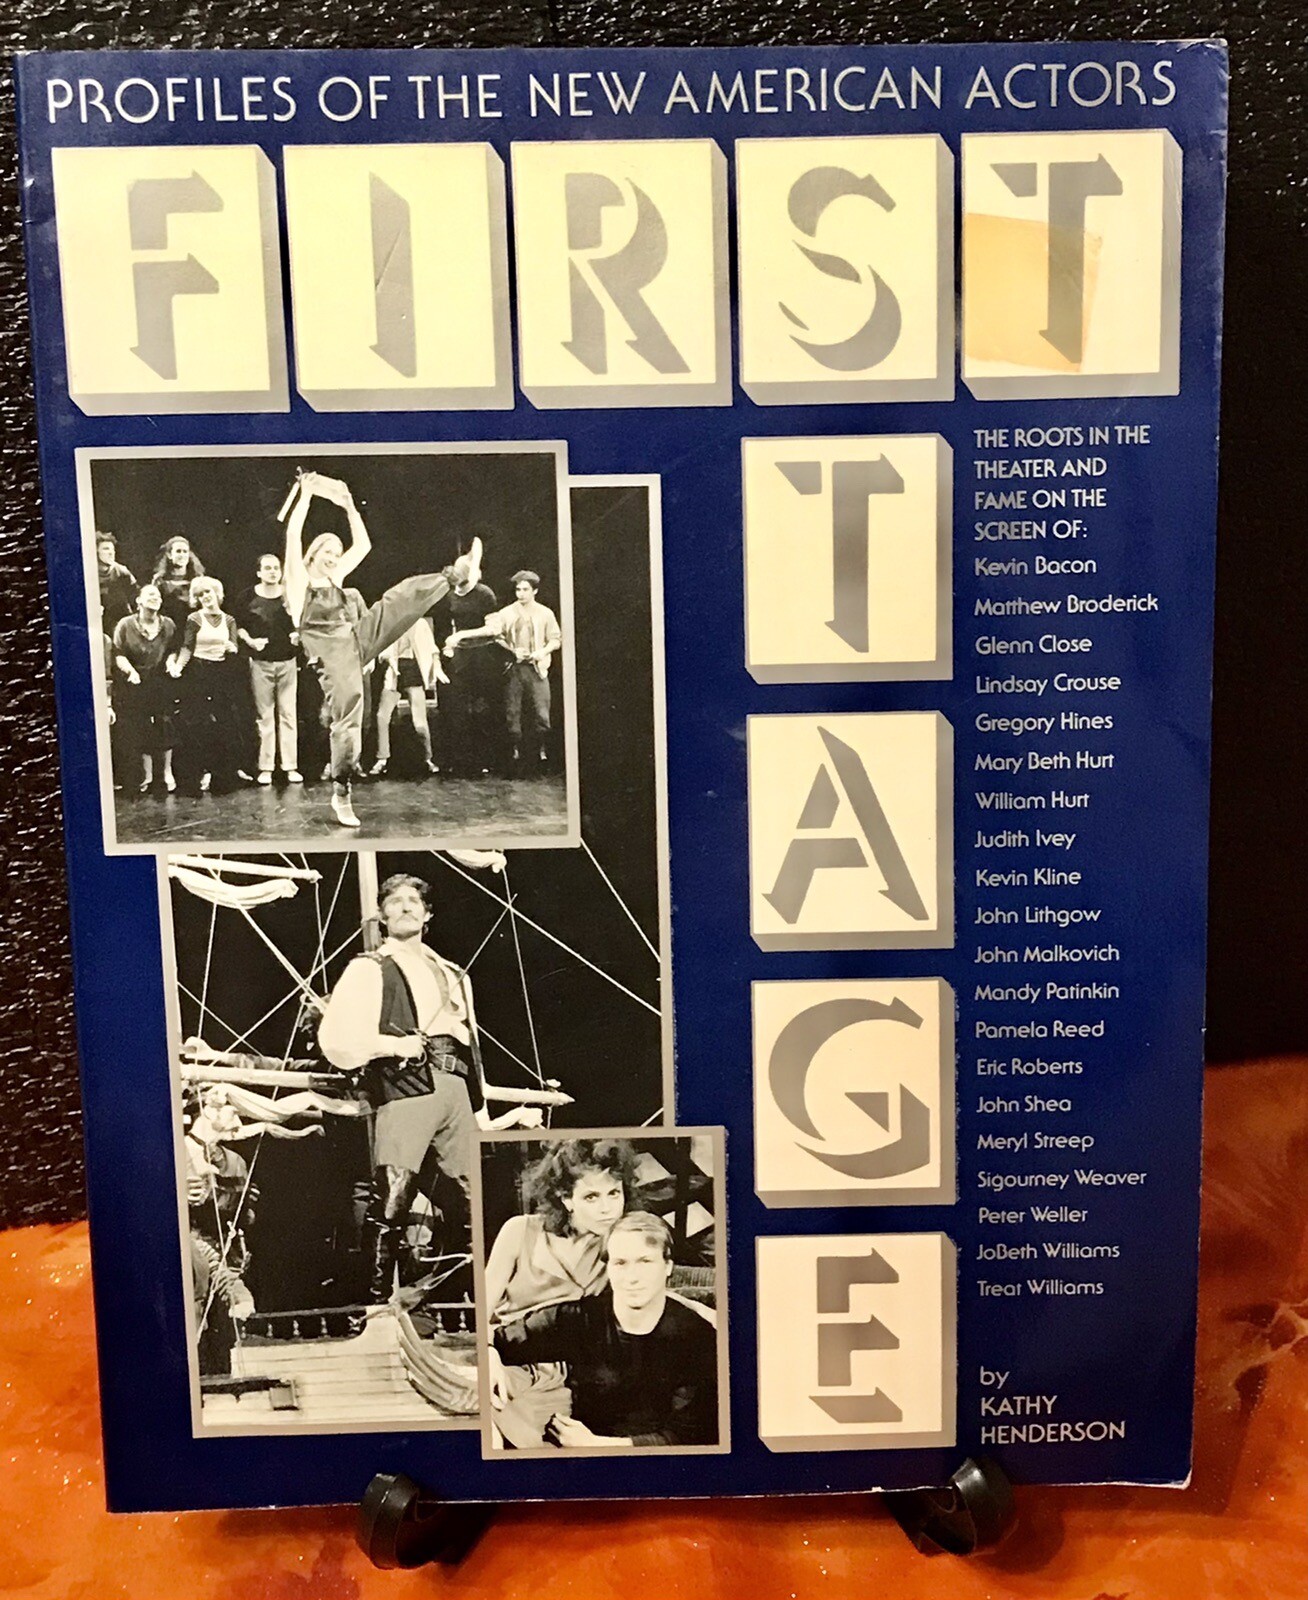 PROFILES OF THE NEW AMERICAN ACTORS
FIRST
STAGE
THE ROOTS IN THE
THEATER AND
FAME ON THE
SCREEN OF:
Kevin Bacon
Matthew Broderick
Glenn Close
Lindsay Crouse
Gregory Hines
Mary Beth Hurt
William Hurt
Judith Ivey
Kevin Kline
John Lithgow
John Malkovich
Mandy Patinkin
Pamela Reed
Eric Roberts
John Shea
Meryl Streep
Sigourney Weaver
Peter Weller
JoBeth Williams
Treat Williams
by
KATHY
HENDERSON